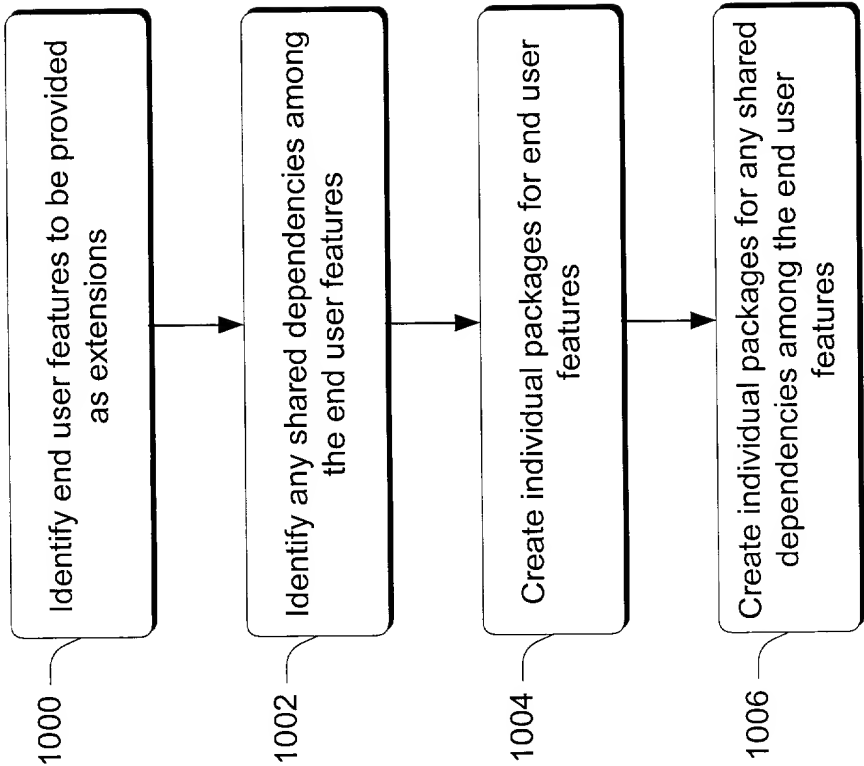 1000
Identify end user features to be provided
as extensions
1002
Identify any shared dependencies among
the end user features
1004
Create individual packages for end user
features
1006
Create individual packages for any shared
dependencies among the end user
features